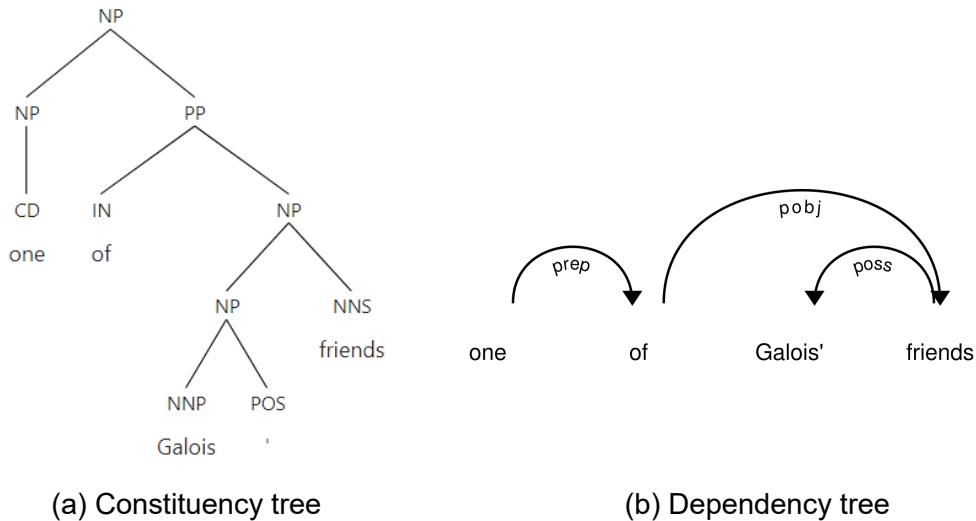 NP
NP PP
CD IN NP
one of
NP NNS
friends
NNP POS
Galois '
(a) Constituency tree
pobj
prep poss
one of Galois' friends
(b) Dependency tree